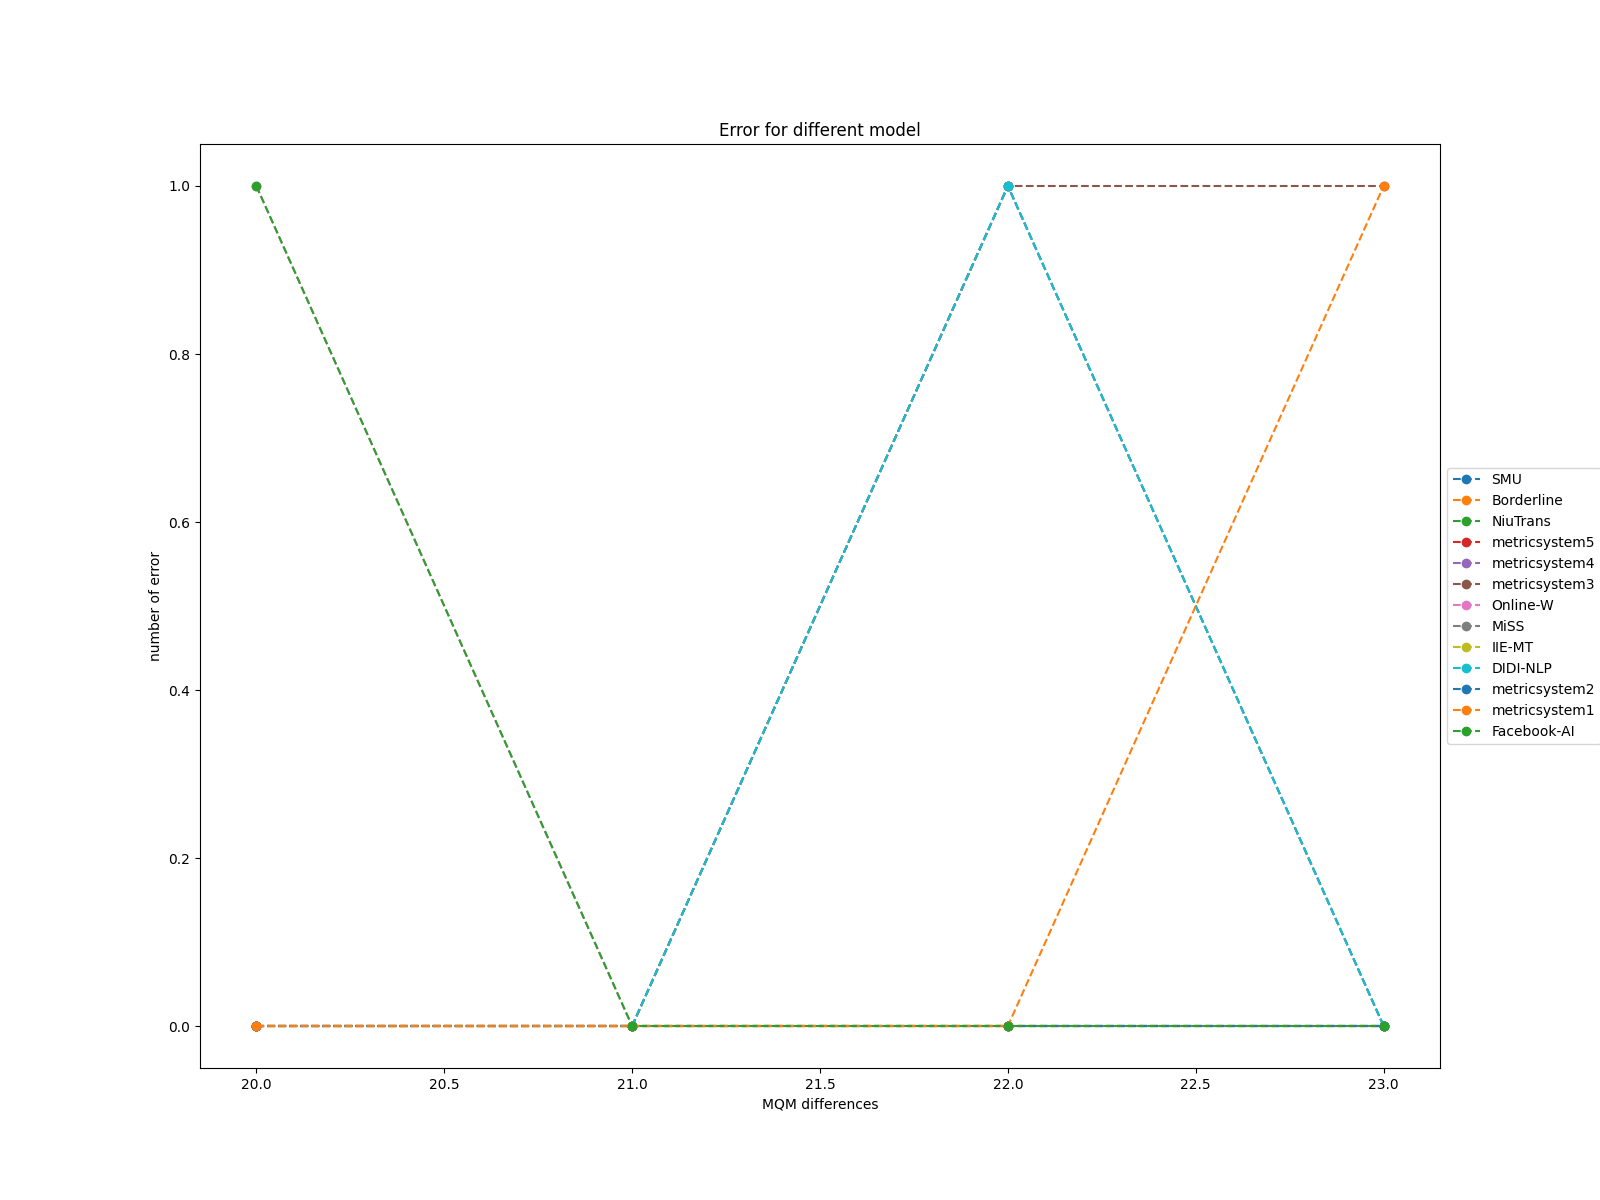 Error for different model
1.0
0.8
0.6
0.4
0.2
0.0
number of error
20.0 20.5 21.0 21.5 22.0 22.5 23.0
MQM differences
SMU
Borderline
NiuTrans
metricsystem5
metricsystem4
metricsystem3
Online-W
MiSS
IIE-MT
DIDI-NLP
metricsystem2
metricsystem1
Facebook-AI